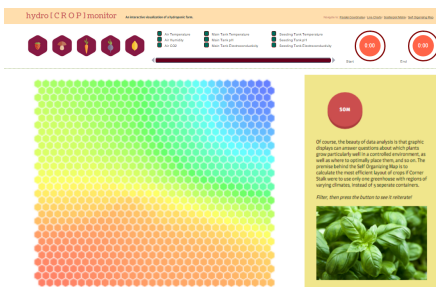 hydro [ C R O P ] monitor
An interactive visualization of a hydroponic farm.
Air Temperature
Air Humidity
Air CO2
Main Tank Temperature
Main Tank pH
Main Tank Electroconductivity
Seedling Temperature
Seedling Tank pH
Seedling Tank Electroconductivity
0:00
0:00
Start
End
SOM
Of course, the beauty of data analysis is that graphic
displays can answer questions about which plants
grow particularly well in a controlled environment, as
well as where to optimally place them, and so on. The
promise behind the Self Organizing Map is to
calculate the most efficient layout of crops if Corner
Stalk were to use only one greenhouse with regions of
varying climates, instead of 5 seperate containers.
Filter, then press the button to see it reiterate!